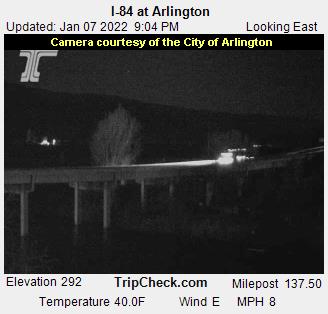 I-84 at Arlington
Updated: Jan 07 2022 9:04 PM Looking East
Camera courtesy of the City of Arlington
Elevation 292 TripCheck.com Milepost 137.50
Temperature 40.0F Wind E MPH 8